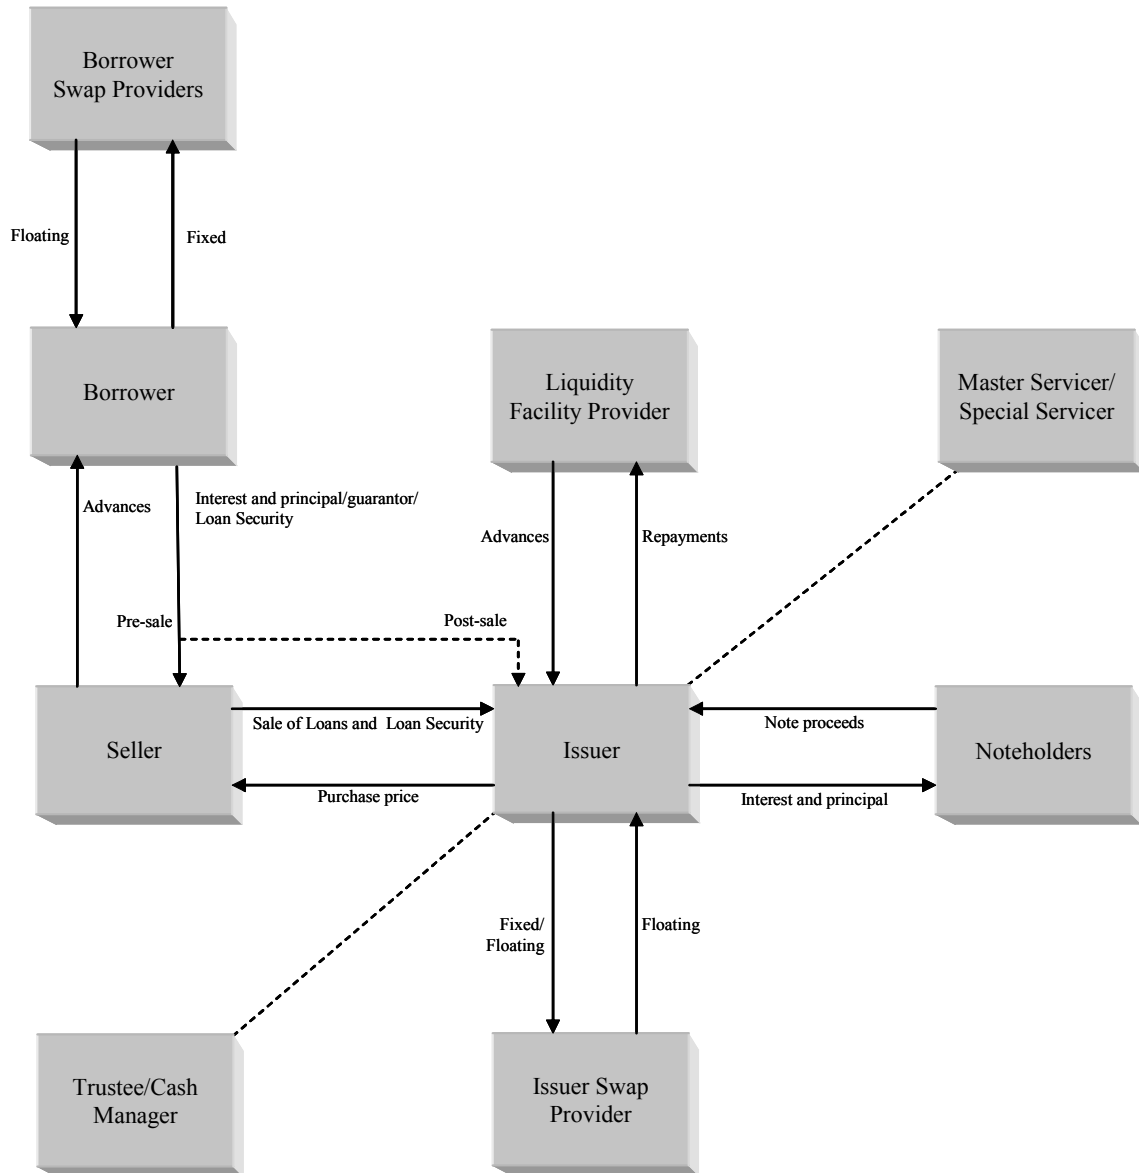 Borrower
Swap Providers
Floating
Fixed
Borrower
Liquidity
Facility Provider
Master Servicer/
Special Servicer
Advances
Interest and principal/guarantor/
Loan Security
Advances
Repayments
Pre-sale
Post-sale
Seller
Sale of Loans and Loan Security
Purchase price
Issuer
Note proceeds
Interest and principal
Noteholders
Fixed/
Floating
Floating
Trustee/Cash
Manager
Issuer Swap
Provider